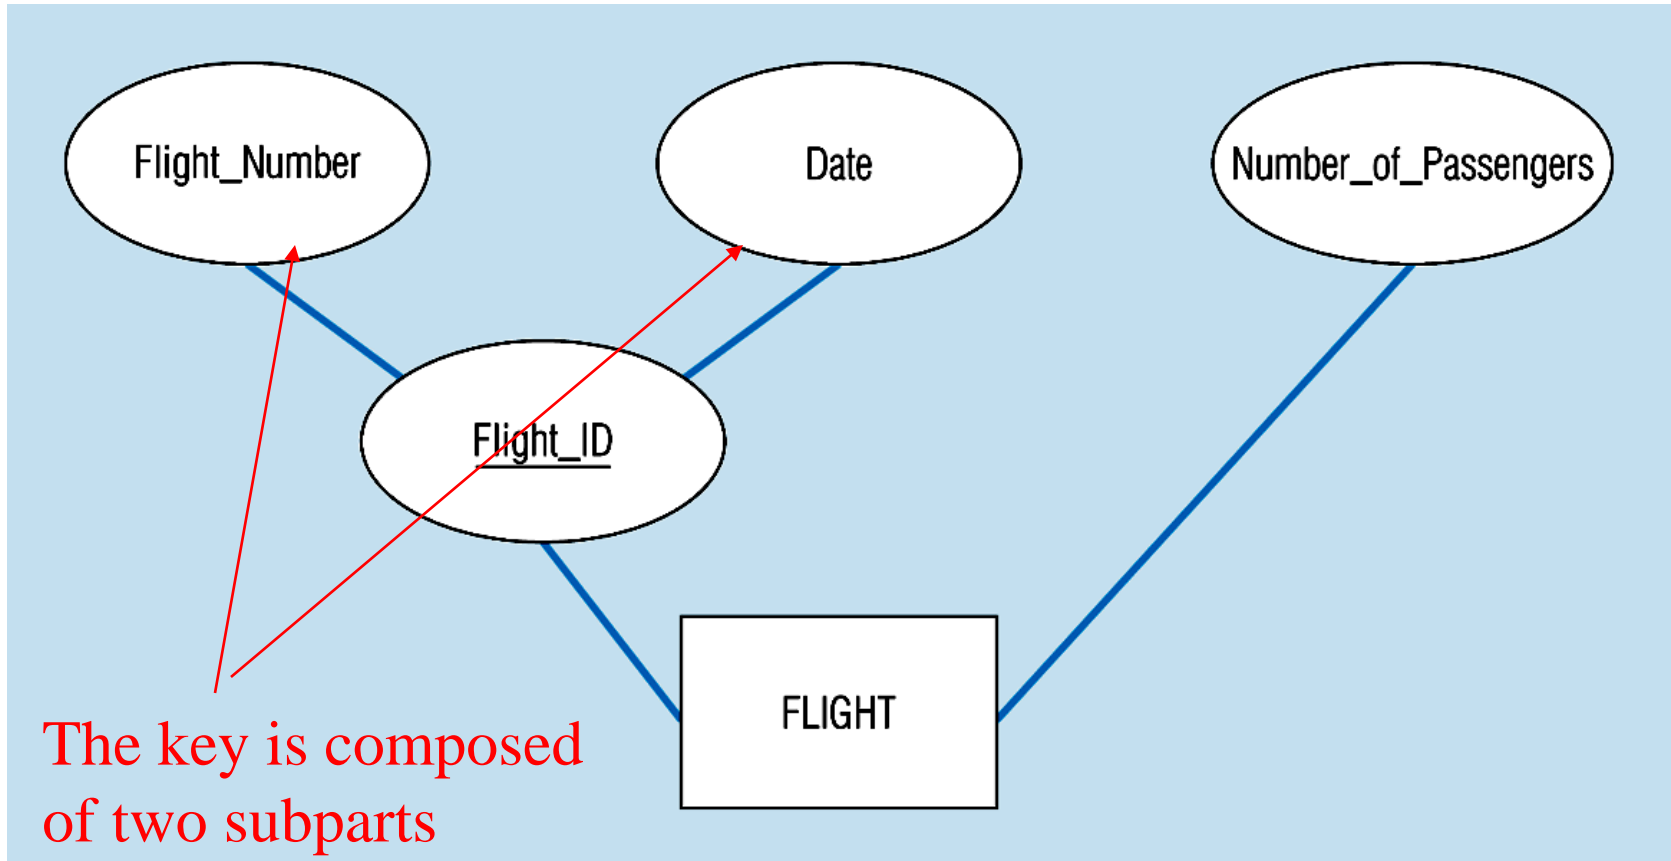 Flight_Number
Date
Number_of_Passengers
Flight_ID
FLIGHT
The key is composed
of two subparts